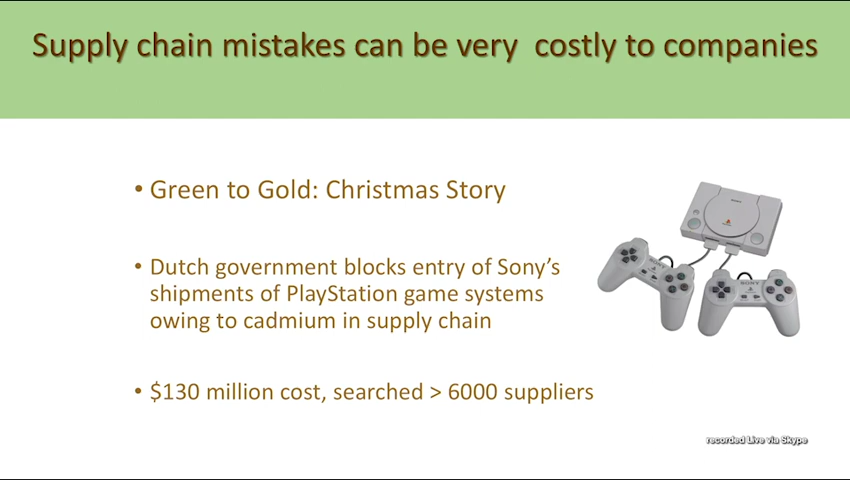 Supply chain mistakes can be very  costly to companies
• Green to Gold: Christmas Story
• Dutch government blocks entry of Sony’s
shipments of PlayStation game systems
owing to cadmium in supply chain
• $130 million cost, searched > 6000 suppliers
SONY
SONY
recorded Live via Skype